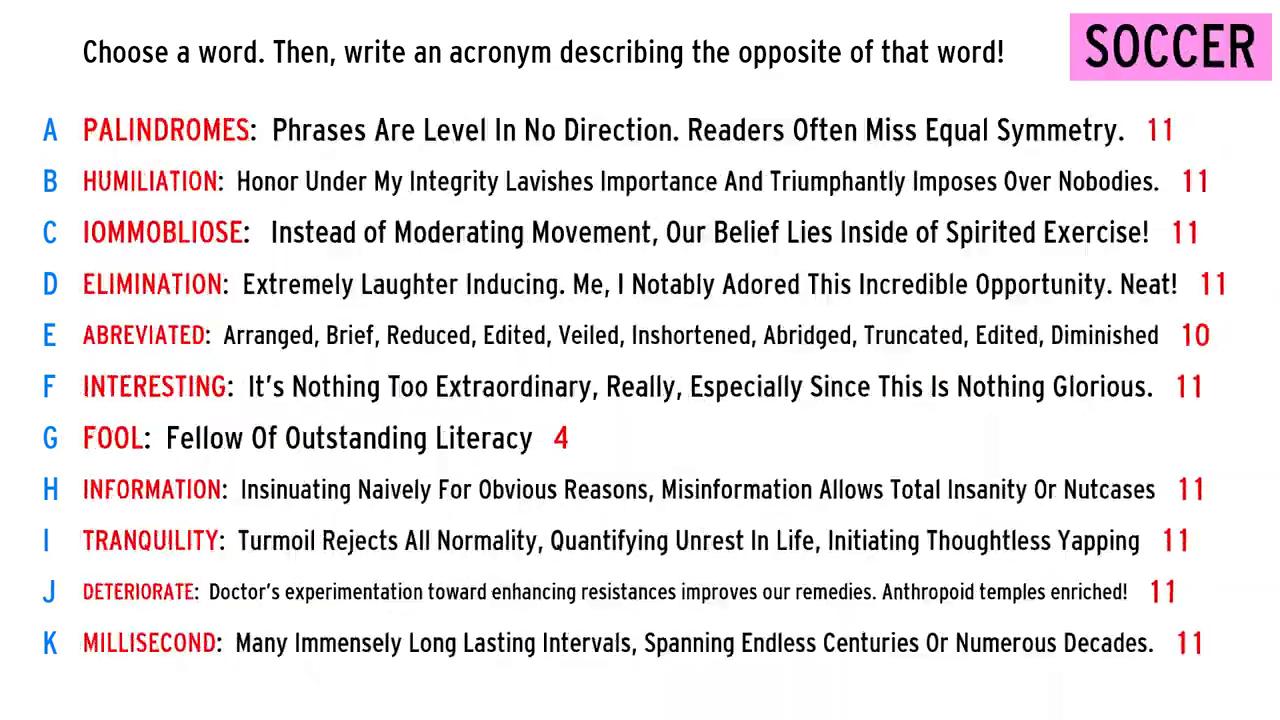 Choose a word. Then, write an acronym describing the opposite of that word!
SOCCER
A PALINDROMES: Phrases Are Level In No Direction. Readers Often Miss Equal Symmetry. 11
B HUMILIATION: Honor Under My Integrity Lavishes Importance And Triumphantly Imposes Over Nobodies. 11
C IOMMOBLIOSE: Instead of Moderating Movement, Our Belief Lies Inside of Spirited Exercise! 11
D ELIMINATION: Extremely Laughter Inducing. Me, I Notably Adored This Incredible Opportunity. Neat! 11
E ABREVIATED: Arranged, Brief, Reduced, Edited, Veiled, Inshortened, Abridged, Truncated, Edited, Diminished 10
F INTERESTING: It's Nothing Too Extraordinary, Really, Especially Since This Is Nothing Glorious. 11
G FOOL: Fellow Of Outstanding Literacy 4
H INFORMATION: Insinuating Naively For Obvious Reasons, Misinformation Allows Total Insanity Or Nutcases 11
I TRANQUILITY: Turmoil Rejects All Normality, Quantifying Unrest In Life, Initiating Thoughtless Yapping 11
J DETERIORATE: Doctor's experimentation toward enhancing resistances improves our remedies. Anthropoid temples enriched! 11
K MILLISECOND: Many Immensely Long Lasting Intervals, Spanning Endless Centuries Or Numerous Decades. 11